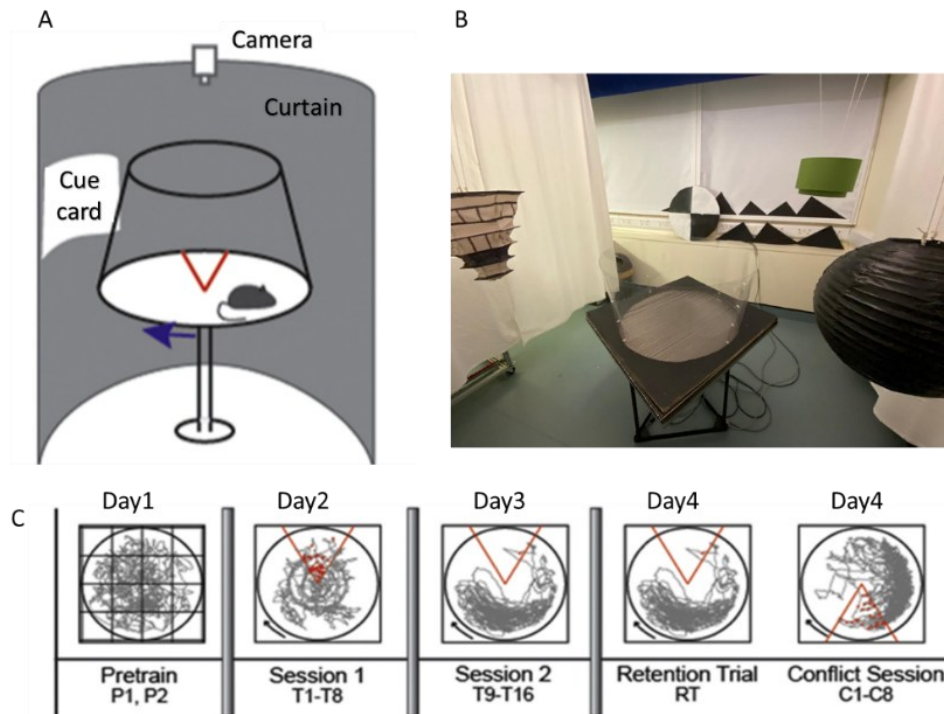 A
Camera
Curtain
Cue
card
B
C
Day1
Day2
Day3
Day4
Day4
Pretrain
P1, P2
Session 1
T1-T8
Session 2
T9-T16
Retention Trial
RT
Conflict Session
C1-C8